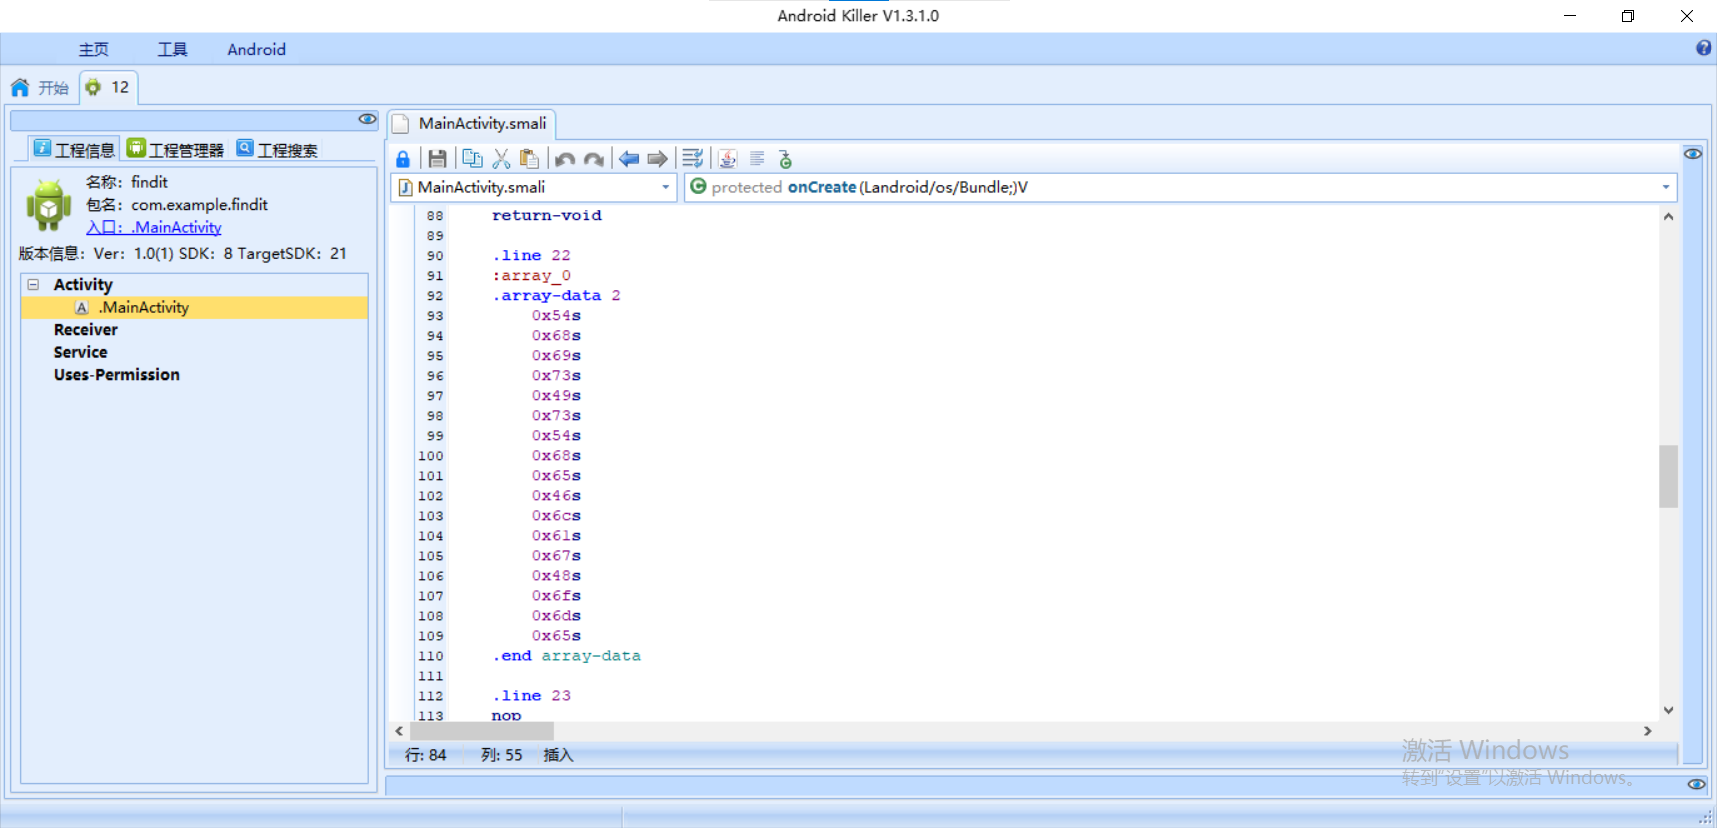 Android Killer V1.3.1.0
主页 工具 Android
开始 12
工程信息 工程管理器 工程搜索
名称: findit
包名: com.example.findit
入口: .MainActivity
版本信息: Ver: 1.0(1) SDK: 8 TargetSDK: 21
Activity
A .MainActivity
Receiver
Service
Uses-Permission
MainActivity.smali
MainActivity.smali
protected onCreate(Landroid/os/Bundle;)V
88 return-void
89
90 .line 22
91 :array_0
92 .array-data 2
93 0x54s
94 0x68s
95 0x69s
96 0x73s
97 0x49s
98 0x73s
99 0x54s
100 0x68s
101 0x65s
102 0x46s
103 0x6cs
104 0x61s
105 0x67s
106 0x48s
107 0x6fs
108 0x6ds
109 0x65s
110 .end array-data
111
112 .line 23
113 nop
行: 84 列: 55 插入
激活 Windows
转到"设置"以激活 Windows。